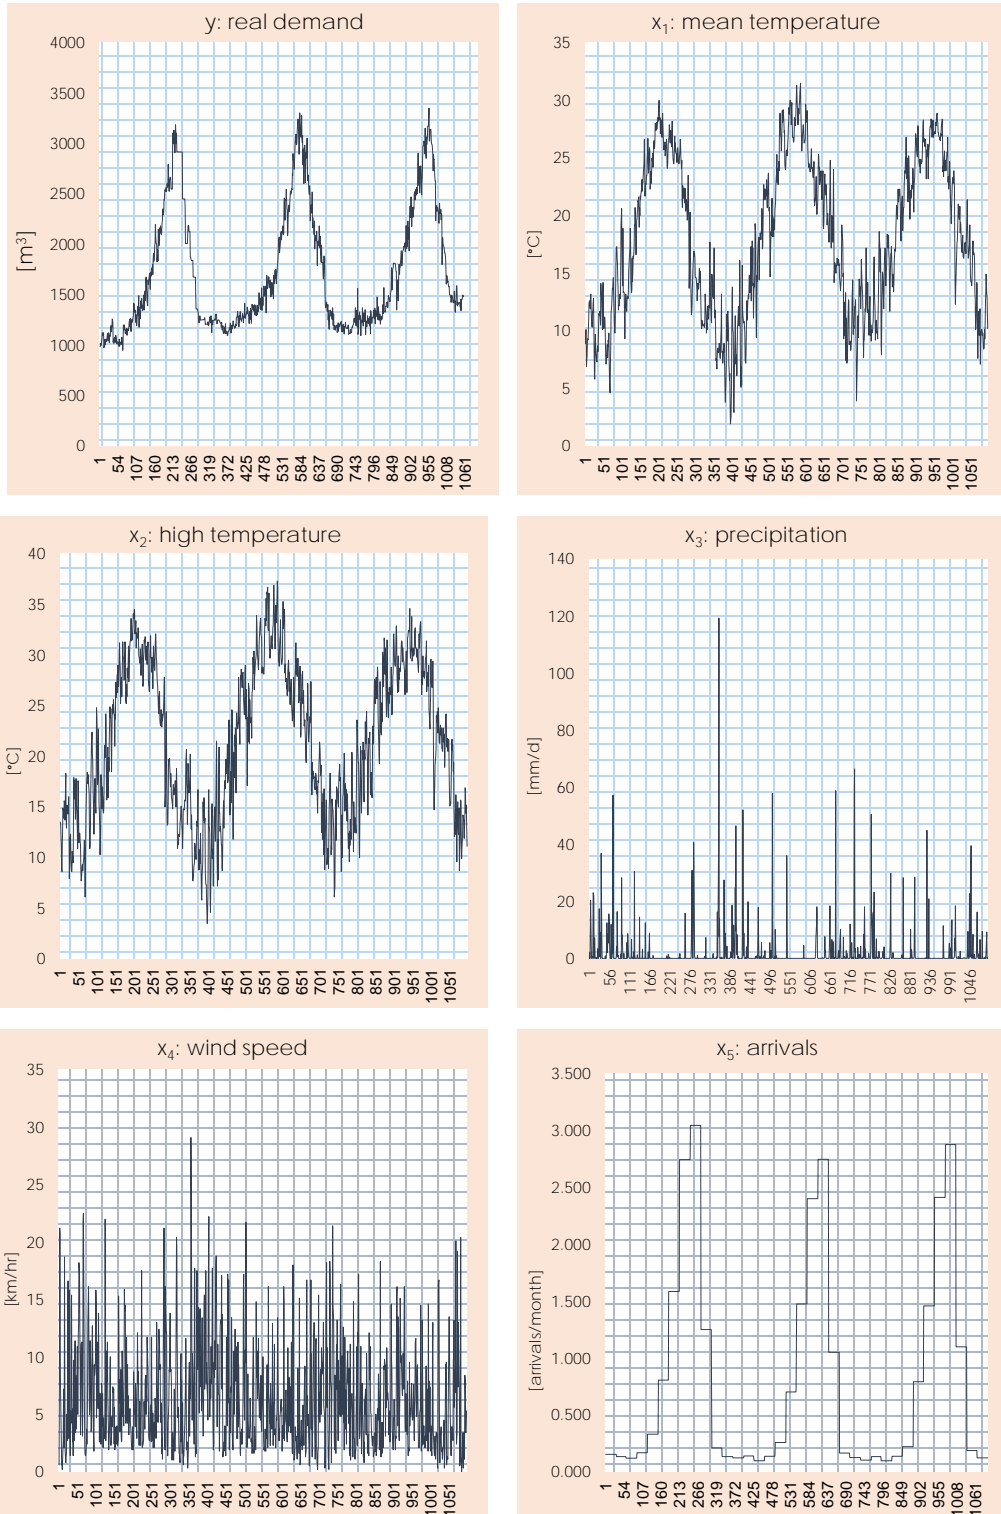 y: real demand
4000
3500
3000
2500
2000
1500
1000
500
0
[m³]
1 54 107 160 213 266 319 372 425 478 531 584 637 690 743 796 849 902 955 1008 1061
x₁: mean temperature
35
30
25
20
15
10
5
0
[°C]
1 51 101 151 201 251 301 351 401 451 501 551 601 651 701 751 801 851 901 951 1001 1051
x₂: high temperature
40
35
30
25
20
15
10
5
0
[°C]
1 51 101 151 201 251 301 351 401 451 501 551 601 651 701 751 801 851 901 951 1001 1051
x₃: precipitation
140
120
100
80
60
40
20
0
[mm/d]
1 56 111 166 221 276 331 386 441 496 551 606 661 716 771 826 881 936 991 1046
x₄: wind speed
35
30
25
20
15
10
5
0
[km/hr]
1 51 101 151 201 251 301 351 401 451 501 551 601 651 701 751 801 851 901 951 1001 1051
x₅: arrivals
3.500
3.000
2.500
2.000
1.500
1.000
0.500
0.000
[arrivals/month]
1 54 107 160 213 266 319 372 425 478 531 584 637 690 743 796 849 902 955 1008 1061